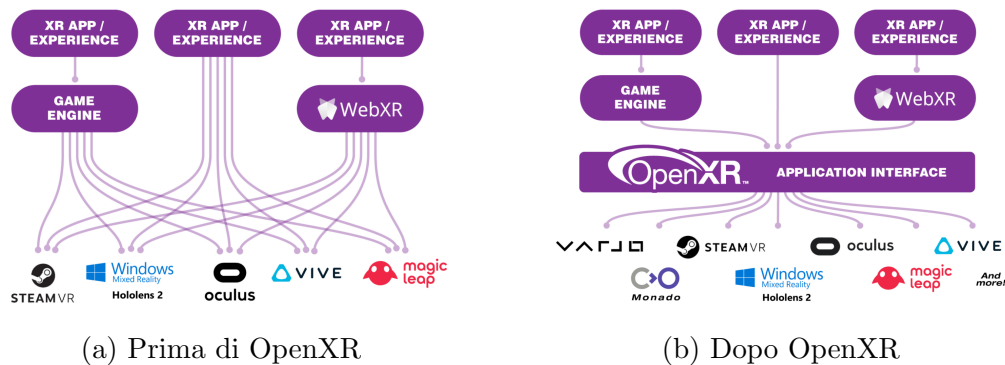 XR APP /
EXPERIENCE
XR APP /
EXPERIENCE
XR APP /
EXPERIENCE
GAME
ENGINE
WebXR
STEAMVR
Windows
Mixed Reality
Hololens 2
oculus
VIVE
magic
leap
(a) Prima di OpenXR
XR APP /
EXPERIENCE
XR APP /
EXPERIENCE
XR APP /
EXPERIENCE
GAME
ENGINE
WebXR
OpenXR™ APPLICATION INTERFACE
VARJO
STEAMVR
oculus
VIVE
Monado
Windows
Mixed Reality
Hololens 2
magic
leap
And
more!
(b) Dopo OpenXR